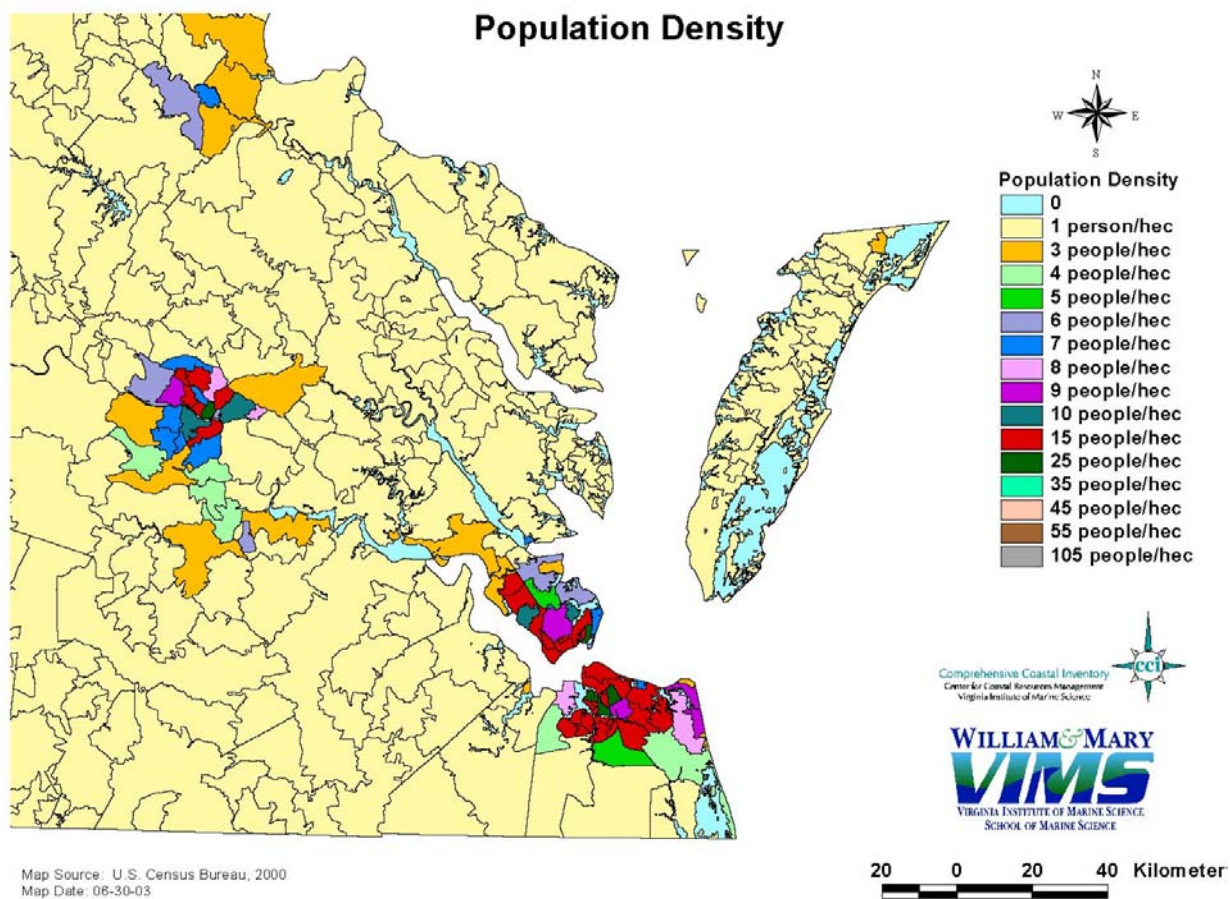 Population Density
N
W E
S
Population Density
0
1 person/hec
3 people/hec
4 people/hec
5 people/hec
6 people/hec
7 people/hec
8 people/hec
9 people/hec
10 people/hec
15 people/hec
25 people/hec
35 people/hec
45 people/hec
55 people/hec
105 people/hec
cci
Comprehensive Coastal Inventory
Center for Coastal Resources Management
Virginia Institute of Marine Science
WILLIAM & MARY
VIMS
VIRGINIA INSTITUTE OF MARINE SCIENCE
SCHOOL OF MARINE SCIENCE
Map Source: U.S. Census Bureau, 2000
Map Date: 06-30-03
20 0 20 40 Kilometer